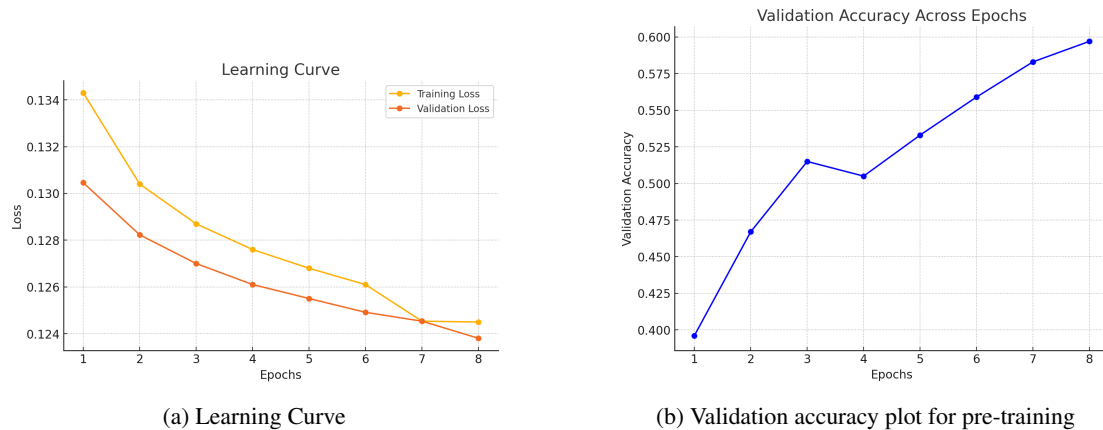 Learning Curve
Training Loss
Validation Loss
0.134
0.132
0.130
0.128
0.126
0.124
Loss
1 2 3 4 5 6 7 8
Epochs
(a) Learning Curve
Validation Accuracy Across Epochs
0.600
0.575
0.550
0.525
0.500
0.475
0.450
0.425
0.400
Validation Accuracy
1 2 3 4 5 6 7 8
Epochs
(b) Validation accuracy plot for pre-training